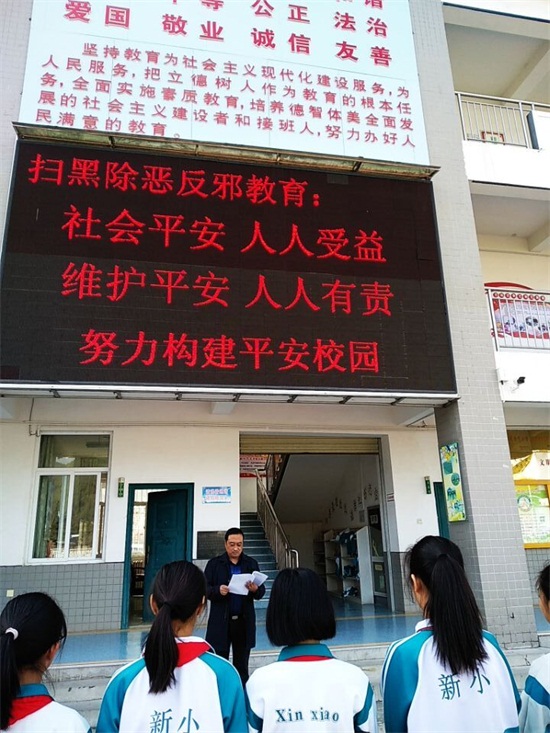 平等 公正 法治
爱国 敬业 诚信 友善
坚持教育为社会主义现代化建设服务，为
人民服务，把立德树人作为教育的根本任
务，全面实施素质教育，培养德智体美全面发
展的社会主义建设者和接班人，努力办好人
民满意的教育。
扫黑除恶反邪教育：
社会平安 人人受益
维护平安 人人有责
努力构建平安校园
新小
Xin xiao
新小